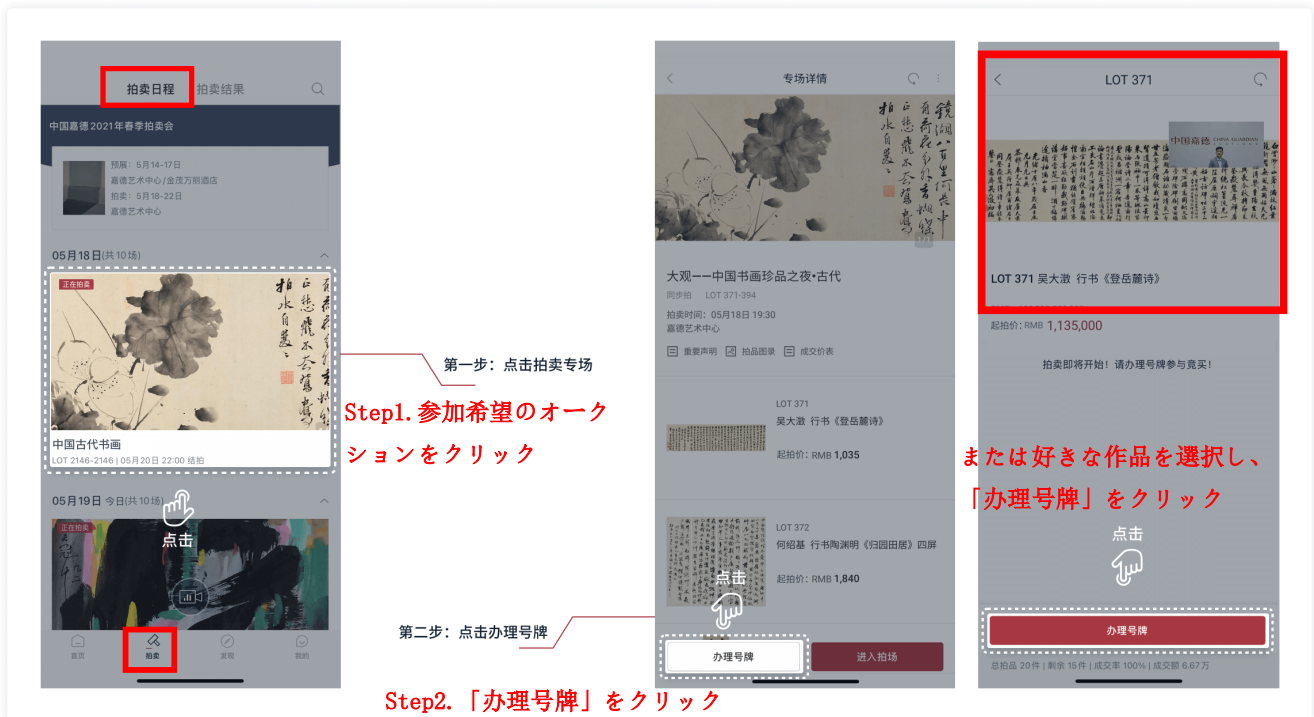 拍卖日程
拍卖结果
中国嘉德2021年春季拍卖会
预展：5月14-17日
嘉德艺术中心/金茂万丽酒店
拍卖：5月18-22日
嘉德艺术中心
05月18日(共10场)
正在拍卖
中国古代书画
LOT 2146-2146 | 05月20日 22:00 结拍
05月19日 今日(共10场)
正在拍卖
点击
首页
拍卖
发现
我的
第一步：点击拍卖专场
Step1.参加希望のオーク
ションをクリック
第二步：点击办理号牌
Step2.「办理号牌」をクリック
专场详情
大观——中国书画珍品之夜•古代
同步拍 LOT 371-394
拍卖时间：05月18日 19:30
嘉德艺术中心
重要声明
拍品图录
成交价表
LOT 371
吴大澂 行书《登岳麓诗》
起拍价：RMB 1,035
LOT 372
何绍基 行书陶渊明《归园田居》四屏
起拍价：RMB 1,840
点击
办理号牌
进入拍场
LOT 371
中国嘉德 CHINA GUARDIAN
LOT 371 吴大澂 行书《登岳麓诗》
起拍价：RMB 1,135,000
拍卖即将开始！请办理号牌参与竞买！
または好きな作品を選択し、
「办理号牌」をクリック
点击
办理号牌
总拍品 20件 | 剩余 15件 | 成交率 100% | 成交额 6.67万